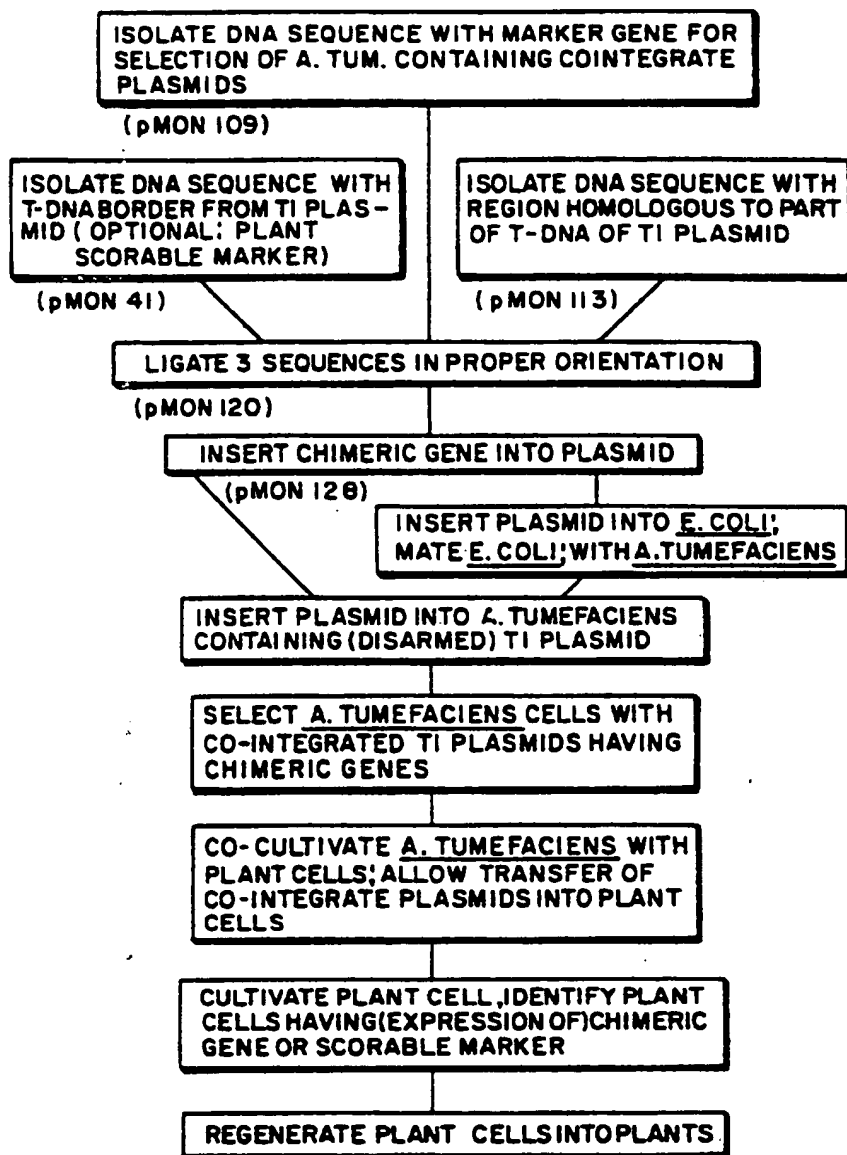 ISOLATE DNA SEQUENCE WITH MARKER GENE FOR
SELECTION OF A. TUM. CONTAINING COINTEGRATE
PLASMIDS
(pMON 109)
ISOLATE DNA SEQUENCE WITH
T-DNA BORDER FROM TI PLAS-
MID (OPTIONAL: PLANT
SCORABLE MARKER)
(pMON 41)
ISOLATE DNA SEQUENCE WITH
REGION HOMOLOGOUS TO PART
OF T-DNA OF TI PLASMID
(pMON 113)
LIGATE 3 SEQUENCES IN PROPER ORIENTATION
(pMON 120)
INSERT CHIMERIC GENE INTO PLASMID
(pMON 128)
INSERT PLASMID INTO E. COLI;
MATE E. COLI; WITH A.TUMEFACIENS
INSERT PLASMID INTO A. TUMEFACIENS
CONTAINING (DISARMED) TI PLASMID
SELECT A. TUMEFACIENS CELLS WITH
CO-INTEGRATED TI PLASMIDS HAVING
CHIMERIC GENES
CO-CULTIVATE A. TUMEFACIENS WITH
PLANT CELLS; ALLOW TRANSFER OF
CO-INTEGRATE PLASMIDS INTO PLANT
CELLS
CULTIVATE PLANT CELL, IDENTIFY PLANT
CELLS HAVING (EXPRESSION OF) CHIMERIC
GENE OR SCORABLE MARKER
REGENERATE PLANT CELLS INTO PLANTS